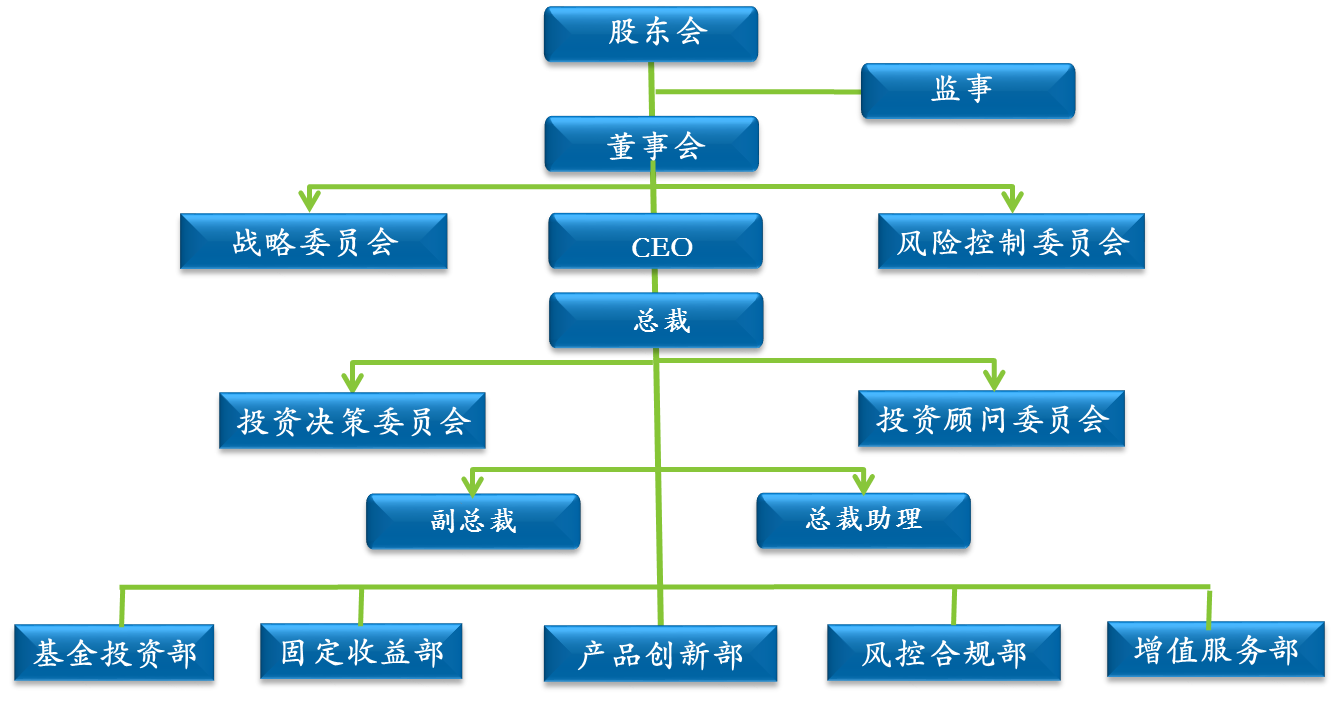 股东会
监事
董事会
战略委员会
CEO
风险控制委员会
总裁
投资决策委员会
投资顾问委员会
副总裁
总裁助理
基金投资部
固定收益部
产品创新部
风控合规部
增值服务部